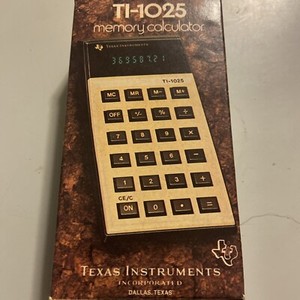 TI-1025
memory calculator
TEXAS INSTRUMENTS
36958721
TI-1025
MC MR M- M+
OFF +/- % ÷
7 8 9 ×
4 5 6 −
1 2 3 +
CE/C
ON 0 • =
TEXAS INSTRUMENTS
INCORPORATED
DALLAS, TEXAS